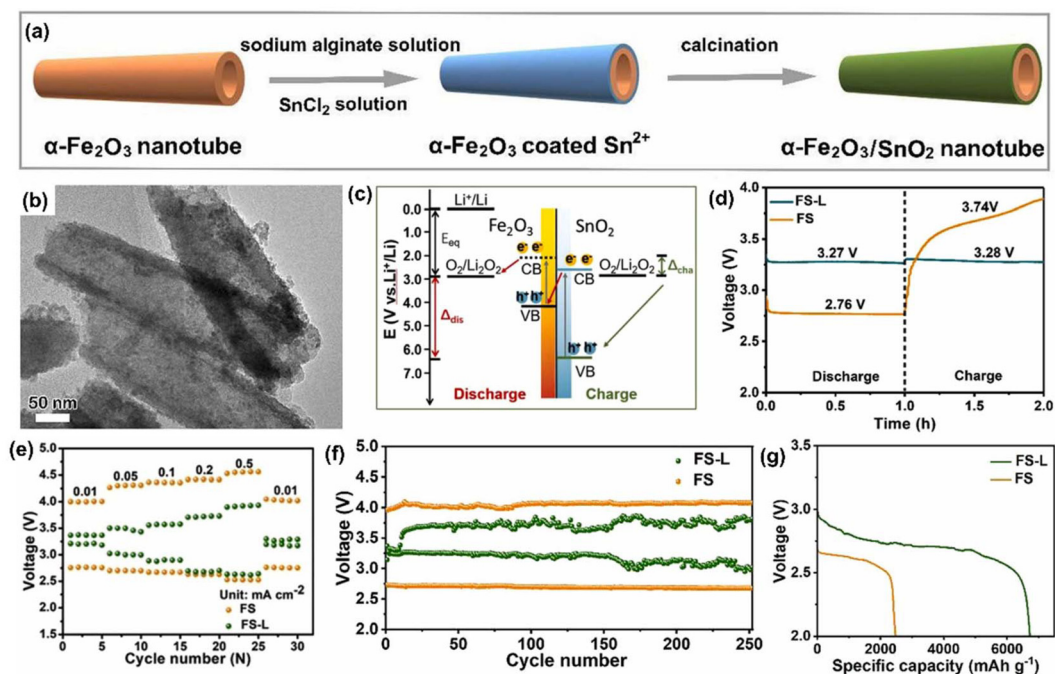 (a)
sodium alginate solution
SnCl₂ solution
calcination
α-Fe₂O₃ nanotube
α-Fe₂O₃ coated Sn²⁺
α-Fe₂O₃/SnO₂ nanotube
(b)
50 nm
(c)
E (V vs.Li⁺/Li)
0.0
1.0
2.0
3.0
4.0
5.0
6.0
7.0
Li⁺/Li
E_eq
O₂/Li₂O₂
Δ_dis
Fe₂O₃
SnO₂
e⁻ e⁻
CB
h⁺ h⁺
VB
e⁻ e⁻
CB
h⁺ h⁺
VB
O₂/Li₂O₂
Δ_cha
Discharge
Charge
(d)
Voltage (V)
4.0
3.5
3.0
2.5
2.0
FS-L
FS
3.74V
3.27 V
3.28 V
2.76 V
Discharge
Charge
0.0
1.0
2.0
Time (h)
(e)
Voltage (V)
5.0
4.5
4.0
3.5
3.0
2.5
2.0
1.5
0.01
0.05
0.1
0.2
0.5
0.01
Unit: mA cm⁻²
FS
FS-L
0
5
10
15
20
25
30
Cycle number (N)
(f)
Voltage (V)
5.0
4.5
4.0
3.5
3.0
2.5
2.0
FS-L
FS
0
50
100
150
200
250
Cycle number
(g)
Voltage (V)
3.5
3.0
2.5
2.0
FS-L
FS
0
2000
4000
6000
Specific capacity (mAh g⁻¹)